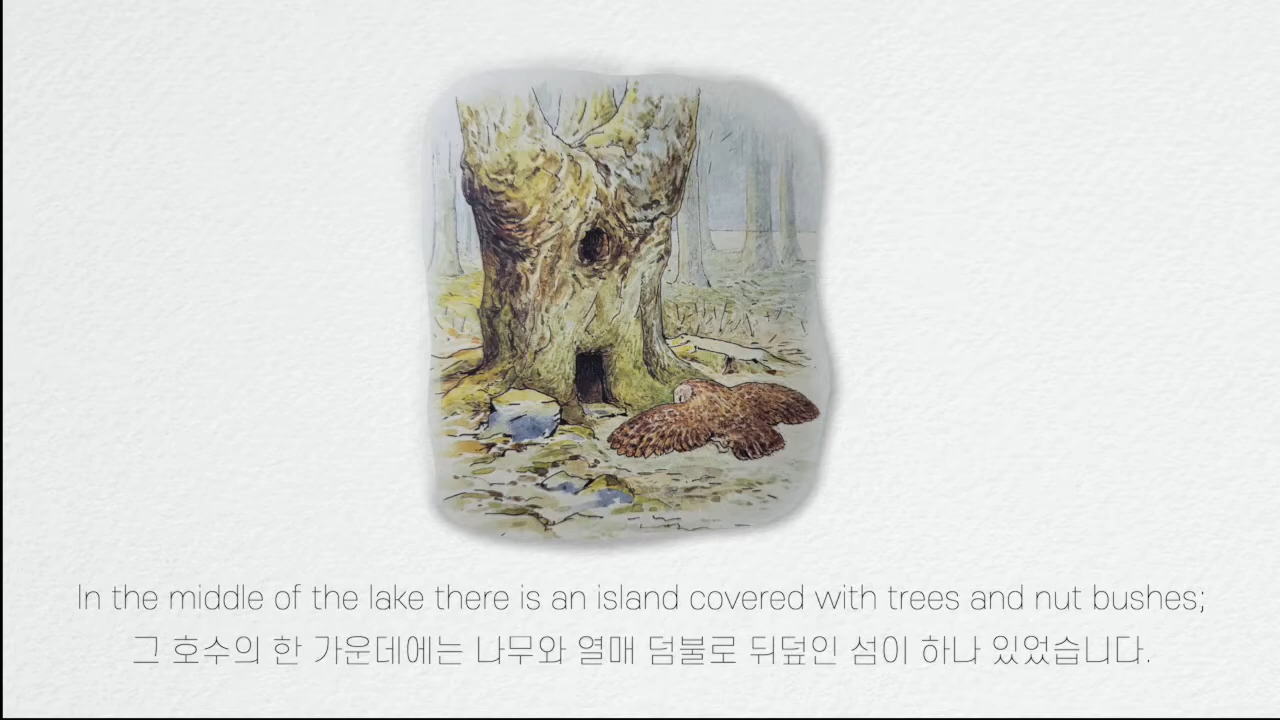 In the middle of the lake there is an island covered with trees and nut bushes;
그 호수의 한 가운데에는 나무와 열매 덤불로 뒤덮인 섬이 하나 있었습니다.